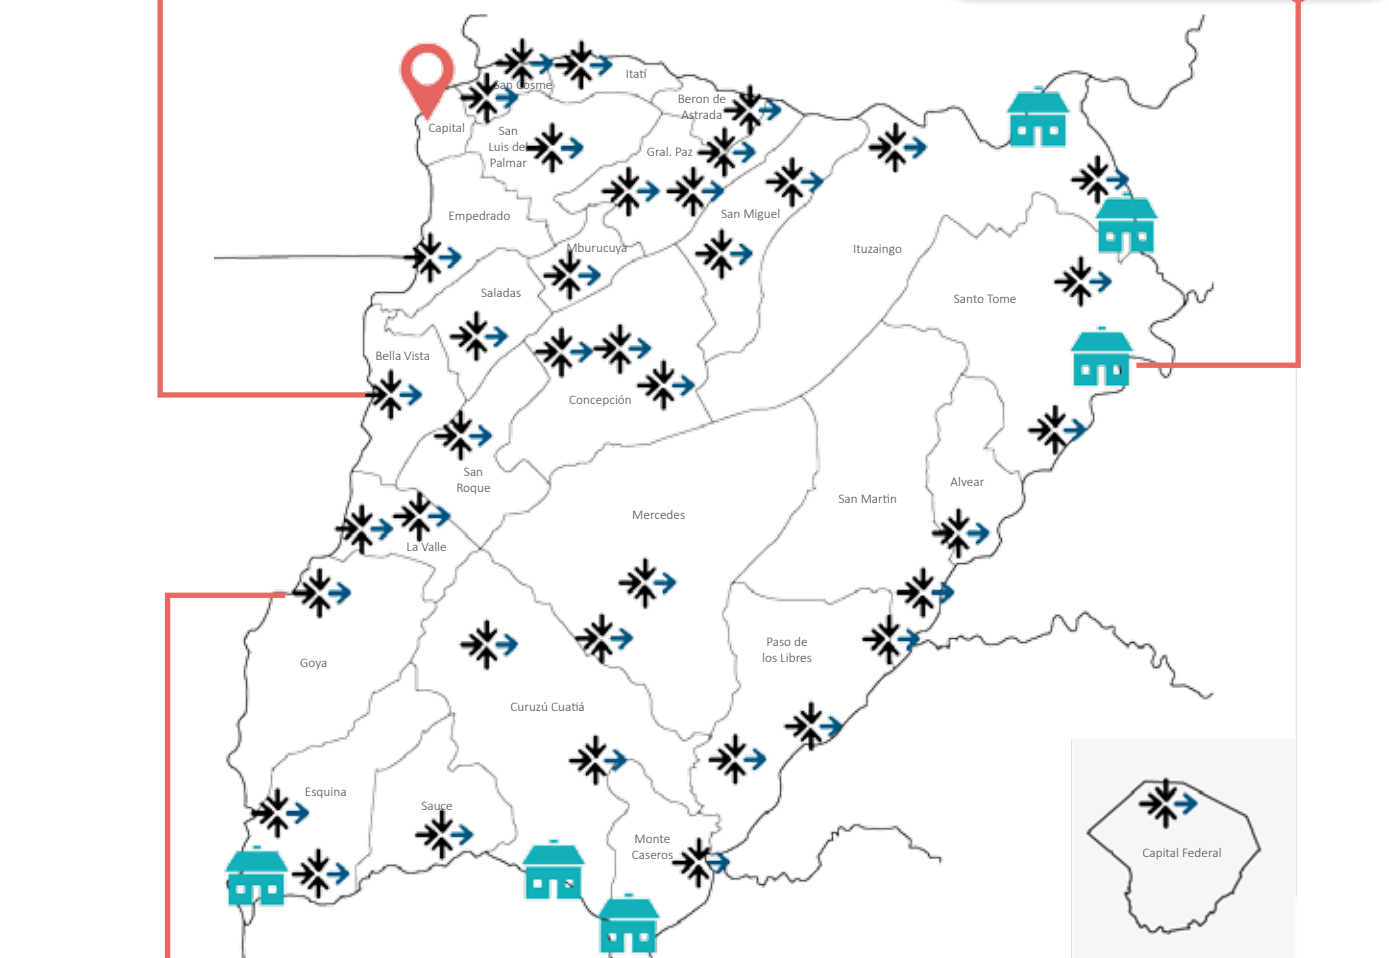 Itatí
San Cosme
Beron de
Astrada
Capital
San
Luis del
Palmar
Gral. Paz
Empedrado
San Miguel
Mburucuya
Ituzaingo
Saladas
Santo Tome
Bella Vista
Concepción
San
Roque
Alvear
San Martin
Mercedes
La Valle
Paso de
los Libres
Goya
Curuzú Cuatiá
Esquina
Sauce
Monte
Caseros
Capital Federal